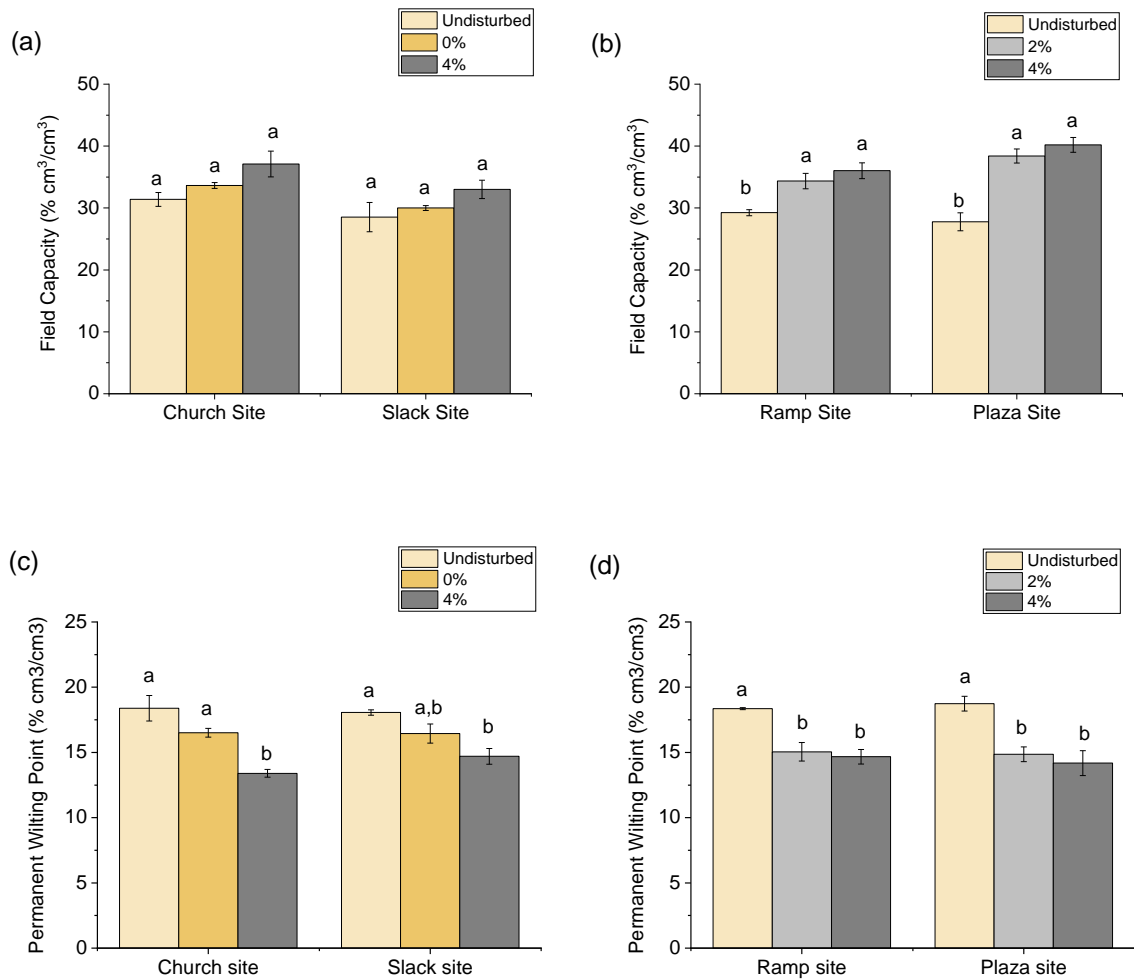 (a)
Undisturbed
0%
4%
Field Capacity (% cm³/cm³)
50
40
30
20
10
0
a
a
a
a
a
a
Church Site
Slack Site
(b)
Undisturbed
2%
4%
Field Capacity (% cm³/cm³)
50
40
30
20
10
0
b
a
a
b
a
a
Ramp Site
Plaza Site
(c)
Undisturbed
0%
4%
Permanent Wilting Point (% cm3/cm3)
25
20
15
10
5
0
a
a
b
a
a,b
b
Church site
Slack site
(d)
Undisturbed
2%
4%
Permanent Wilting Point (% cm3/cm3)
25
20
15
10
5
0
a
b
b
a
b
b
Ramp site
Plaza site